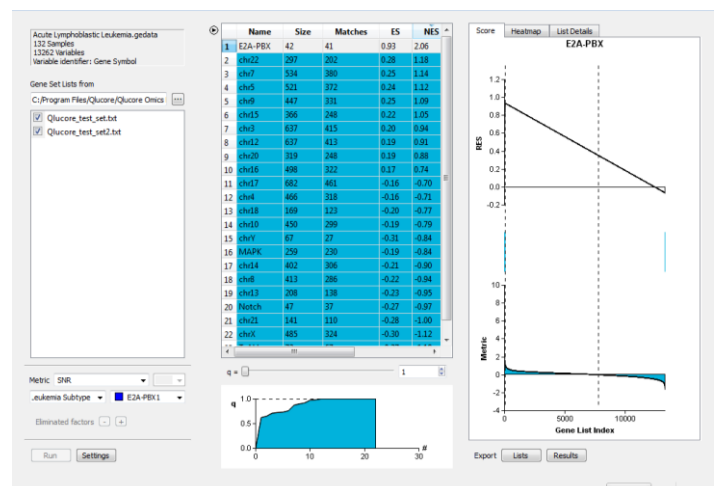 Acute Lymphoblastic Leukemia.gedata
132 Samples
13262 Variables
Variable identifier: Gene Symbol
Gene Set Lists from
C:/Program Files/Qlucore/Qlucore Omics ...
Qlucore_test_set.txt
Qlucore_test_set2.txt
Metric SNR
.eukemia Subtype E2A-PBX1
Eliminated factors - +
Run Settings
Name Size Matches ES NES
1 E2A-PBX 42 41 0.93 2.06
2 chr22 297 202 0.28 1.18
3 chr7 534 380 0.25 1.14
4 chr5 521 372 0.24 1.12
5 chr9 447 331 0.25 1.09
6 chr15 366 248 0.22 1.05
7 chr3 637 415 0.20 0.94
8 chr12 637 413 0.19 0.91
9 chr20 319 248 0.19 0.88
10 chr16 498 322 0.17 0.74
11 chr17 682 461 -0.16 -0.70
12 chr4 466 318 -0.16 -0.71
13 chr18 169 123 -0.20 -0.77
14 chr10 450 299 -0.19 -0.79
15 chrY 67 27 -0.31 -0.84
16 MAPK 259 230 -0.19 -0.84
17 chr14 402 306 -0.21 -0.90
18 chr6 413 286 -0.22 -0.94
19 chr13 208 138 -0.23 -0.95
20 Notch 47 37 -0.27 -0.97
21 chr21 141 110 -0.28 -1.00
22 chrX 485 324 -0.30 -1.12
q = 1
q
1.0
0.5
0.0
0 10 20 30
#
Score Heatmap List Details
E2A-PBX
RES
1.2
1.0
0.8
0.6
0.4
0.2
0.0
-0.2
Metric
10
8
6
4
2
0
-2
-4
0 5000 10000
Gene List Index
Export Lists Results